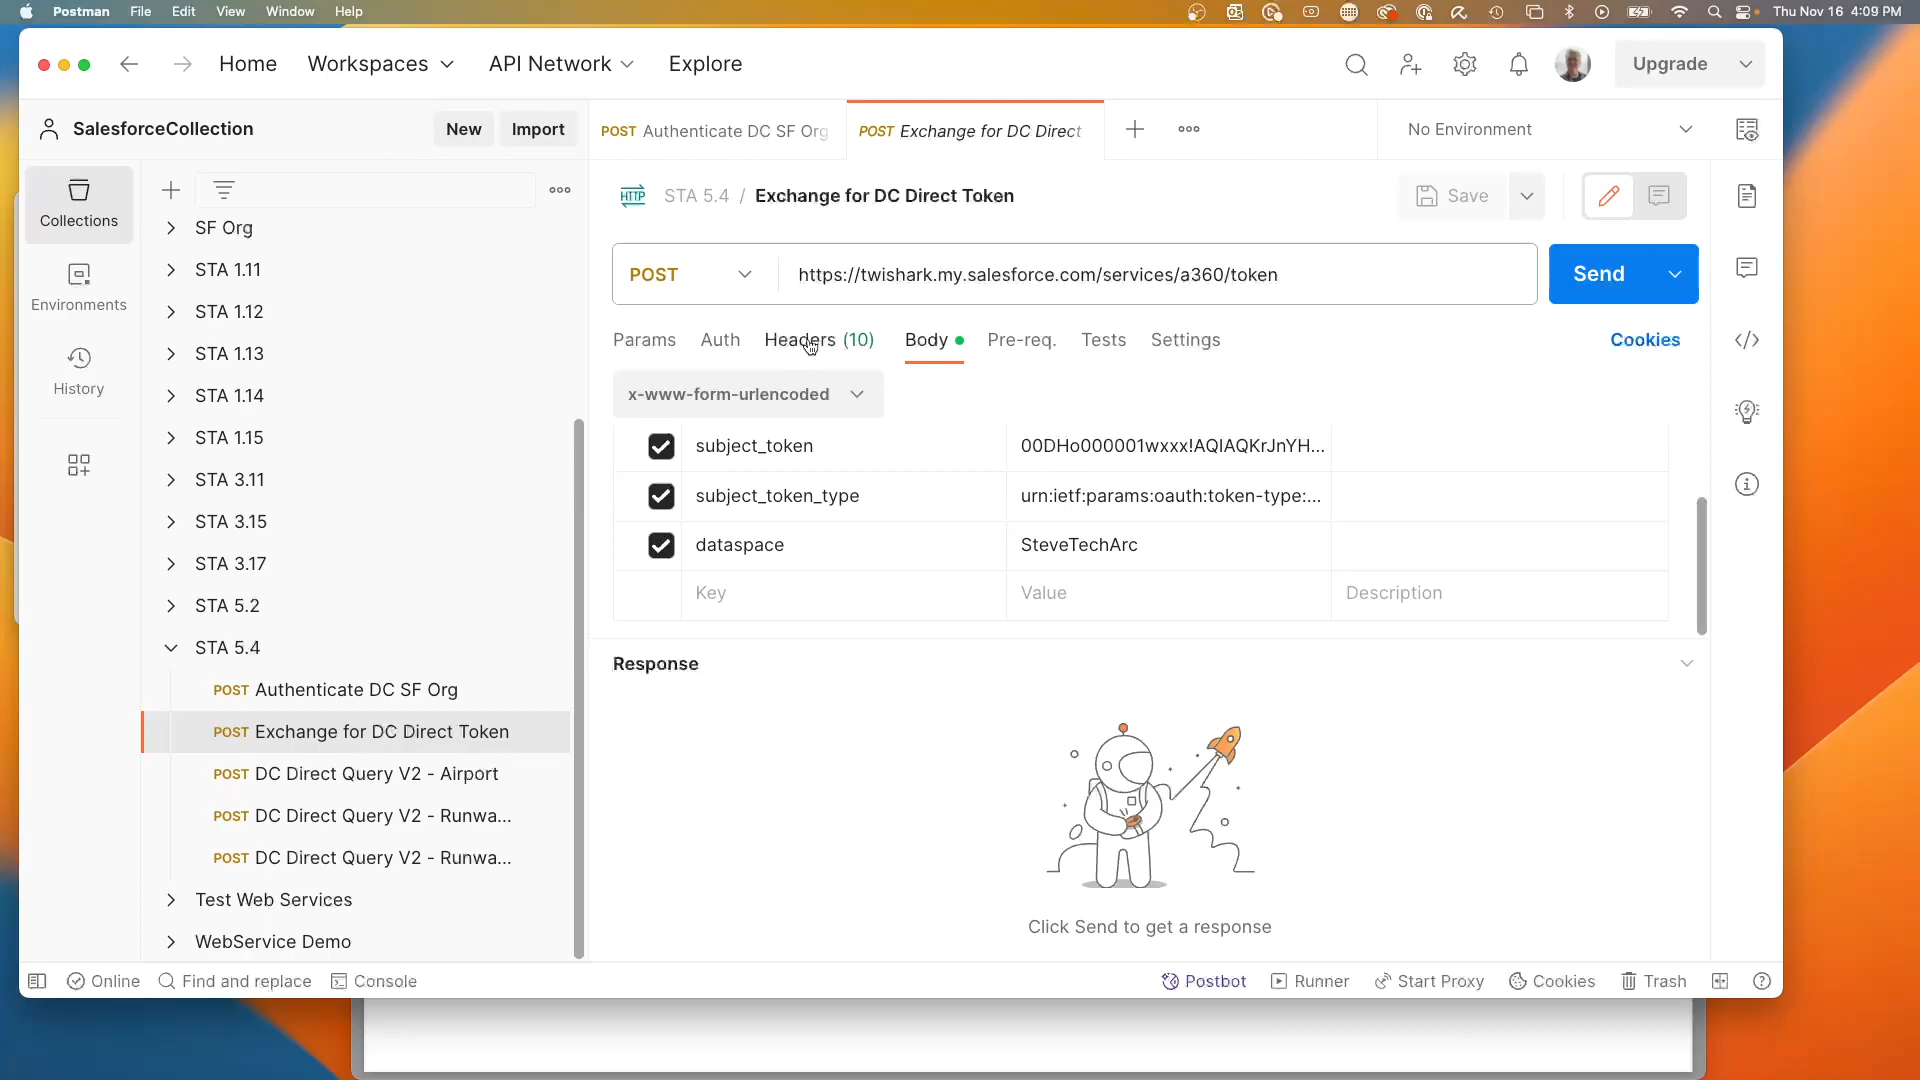 Postman File Edit View Window Help Thu Nov 16 4:09 PM
Home Workspaces API Network Explore Upgrade
SalesforceCollection New Import
POST Authenticate DC SF Org POST Exchange for DC Direct No Environment
Collections
Environments
History
SF Org
STA 1.11
STA 1.12
STA 1.13
STA 1.14
STA 1.15
STA 3.11
STA 3.15
STA 3.17
STA 5.2
STA 5.4
POST Authenticate DC SF Org
POST Exchange for DC Direct Token
POST DC Direct Query V2 - Airport
POST DC Direct Query V2 - Runwa...
POST DC Direct Query V2 - Runwa...
Test Web Services
WebService Demo
HTTP STA 5.4 / Exchange for DC Direct Token Save
POST https://twishark.my.salesforce.com/services/a360/token Send
Params Auth Headers (10) Body Pre-req. Tests Settings Cookies
x-www-form-urlencoded
subject_token 00DHo000001wxxx!AQIAQKrJnYH...
subject_token_type urn:ietf:params:oauth:token-type:...
dataspace SteveTechArc
Key Value Description
Response
Click Send to get a response
Online Find and replace Console Postbot Runner Start Proxy Cookies Trash